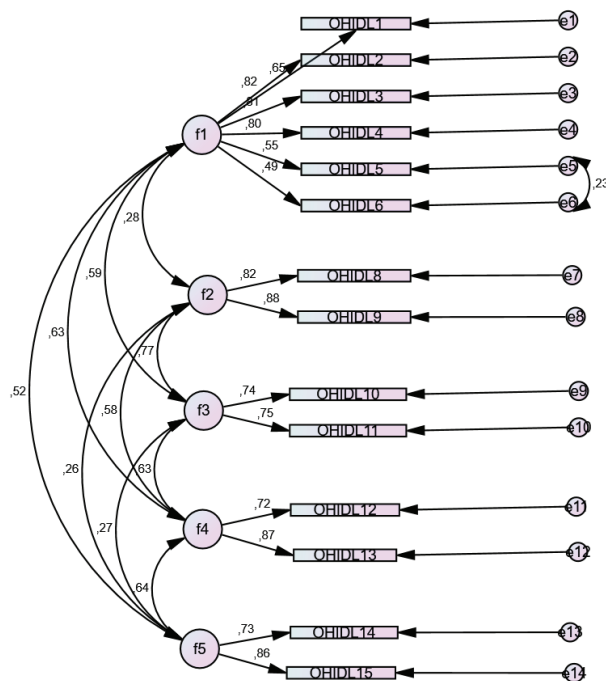 OHIDL1 e1
,65
OHIDL2 e2
,82
OHIDL3 e3
,81
f1 ,80 OHIDL4 e4
,55 OHIDL5 e5
,49 ,23
OHIDL6 e6
,28
,59 ,82 OHIDL8 e7
f2
,88 OHIDL9 e8
,63 ,77
,52 ,74 OHIDL10 e9
,58 f3
,75 OHIDL11 e10
,26 ,63
,27 ,72 OHIDL12 e11
f4
,87 OHIDL13 e12
,64
,73 OHIDL14 e13
f5
,86 OHIDL15 e14